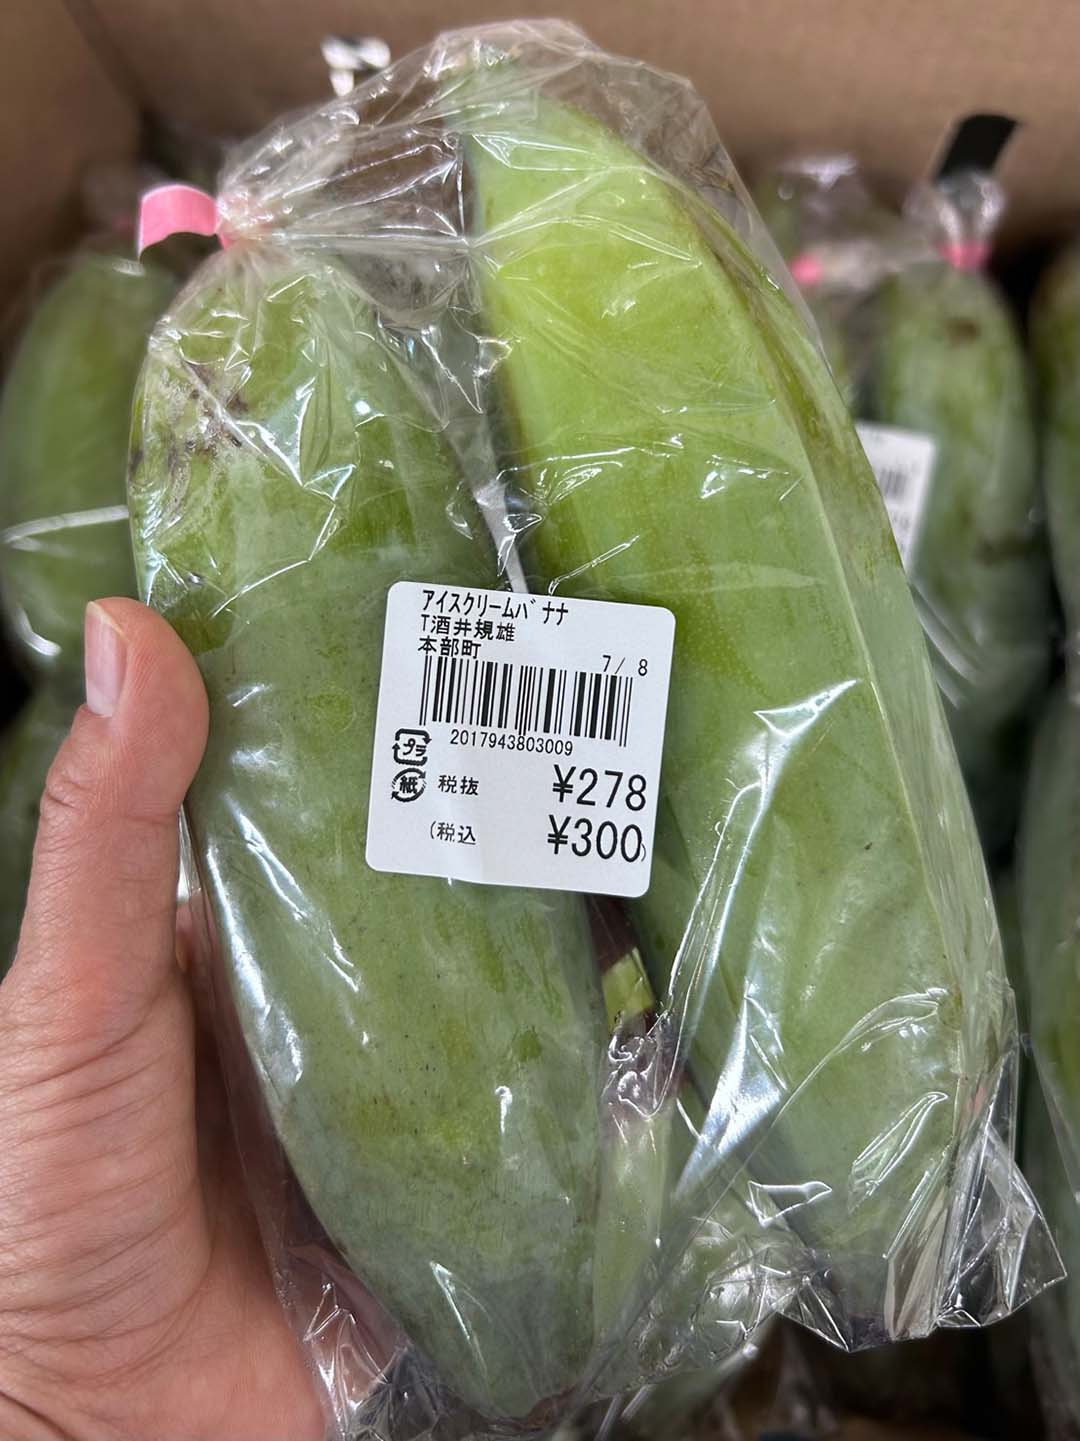 アイスクリームバナナ
T酒井規雄
本部町
7/ 8
2017943803009
プラ
紙
税抜 ¥278
(税込 ¥300)